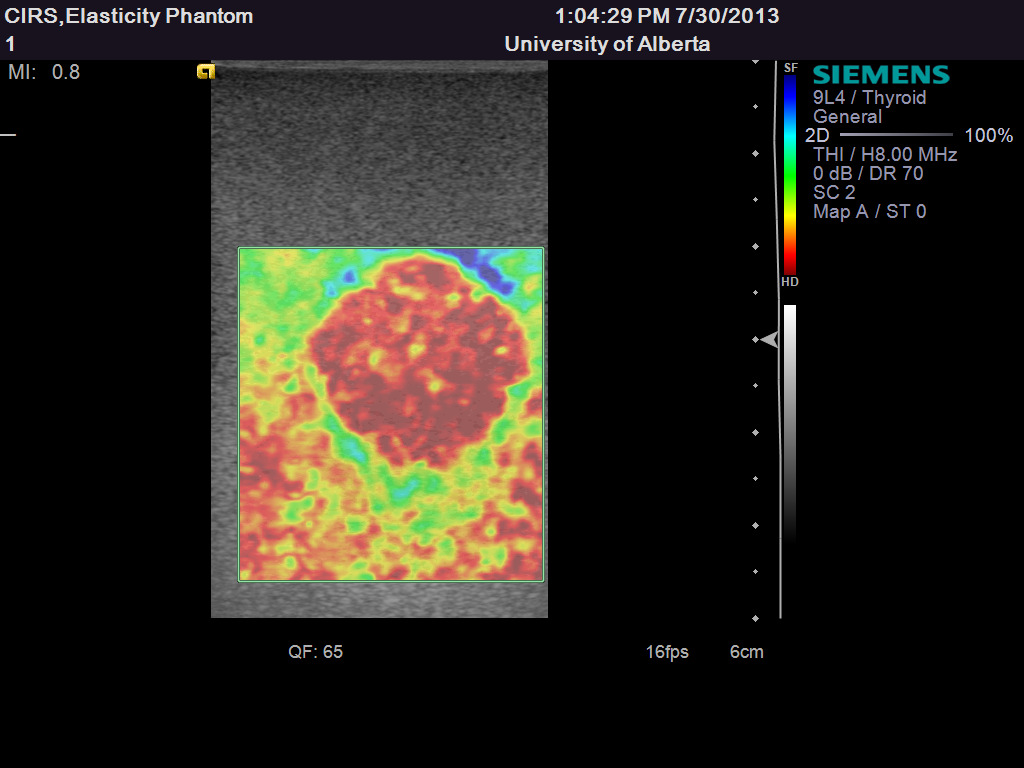 CIRS,Elasticity Phantom
1:04:29 PM 7/30/2013
1
University of Alberta
MI: 0.8
SF
SIEMENS
9L4 / Thyroid
General
2D 100%
THI / H8.00 MHz
0 dB / DR 70
SC 2
Map A / ST 0
HD
QF: 65
16fps
6cm